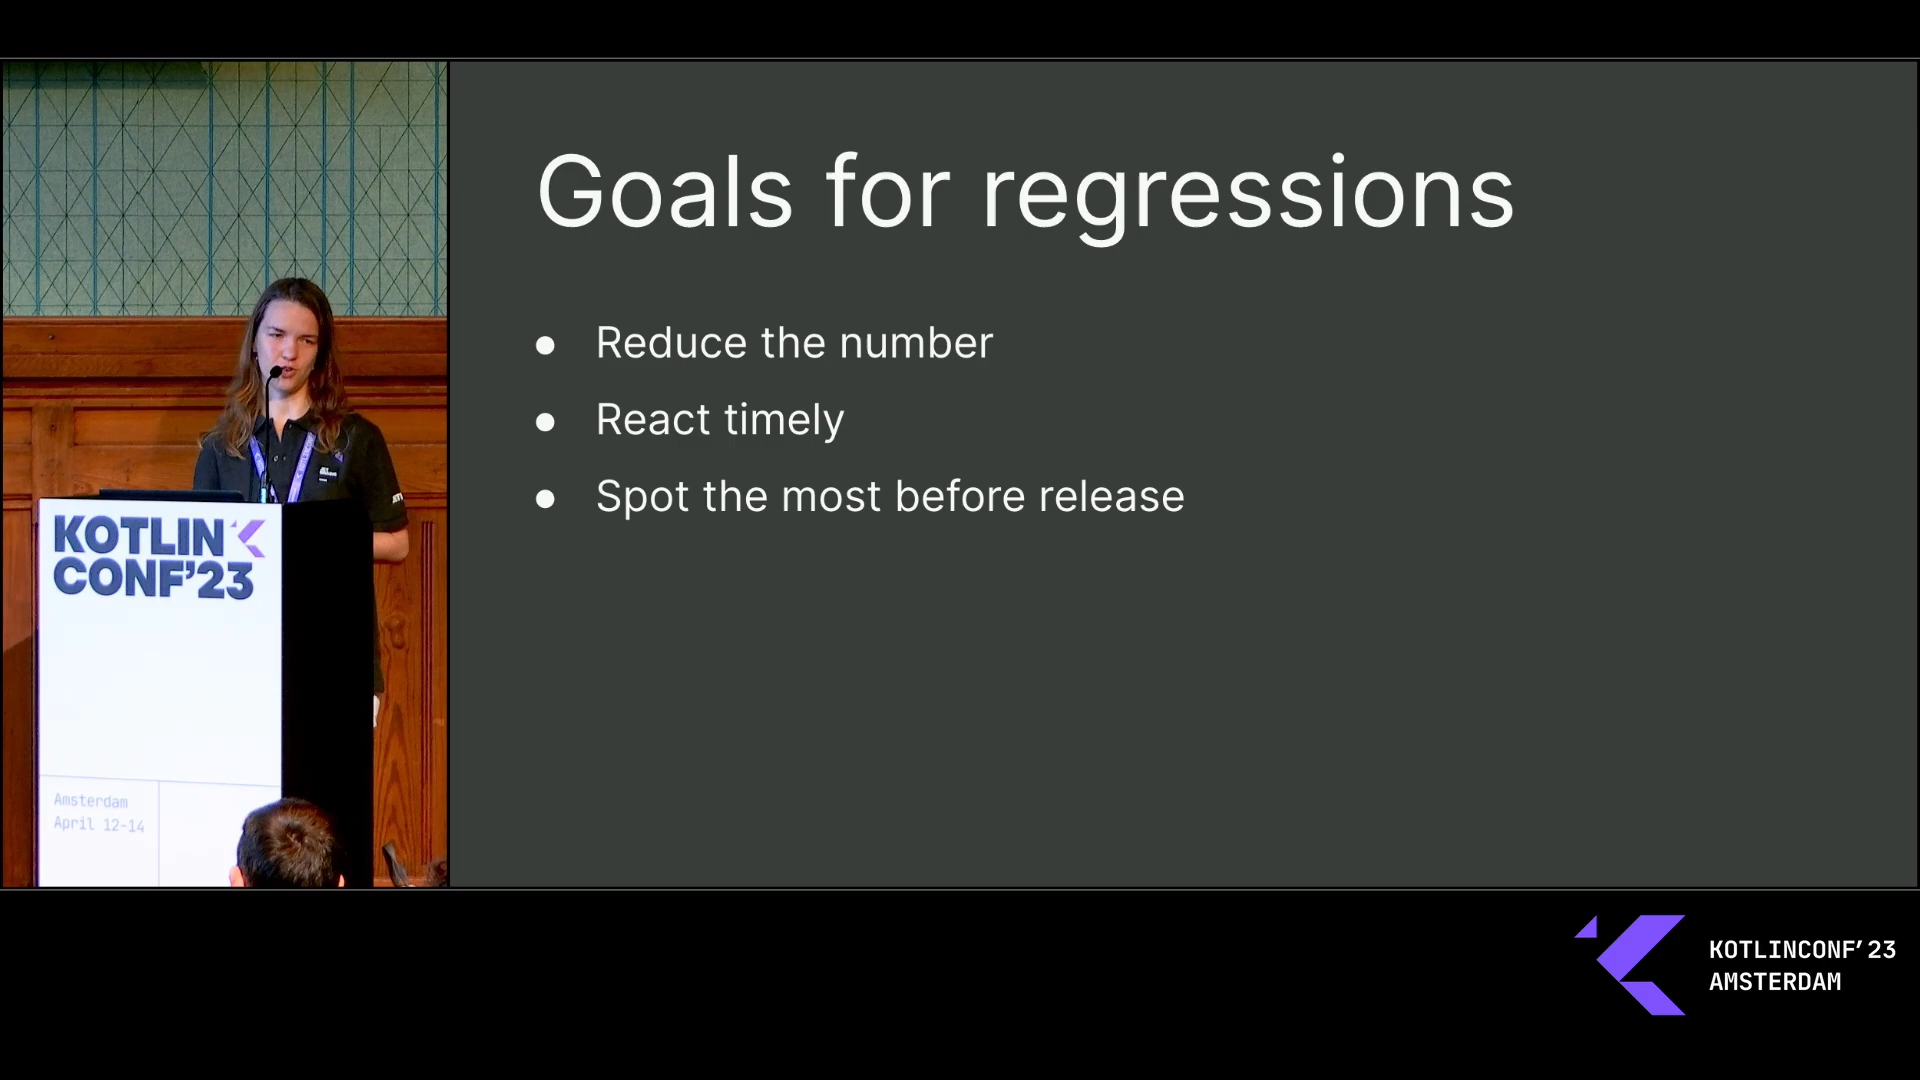 Goals for regressions
● Reduce the number
● React timely
● Spot the most before release
KOTLIN
CONF’23
Amsterdam
April 12-14
KOTLINCONF’23
AMSTERDAM